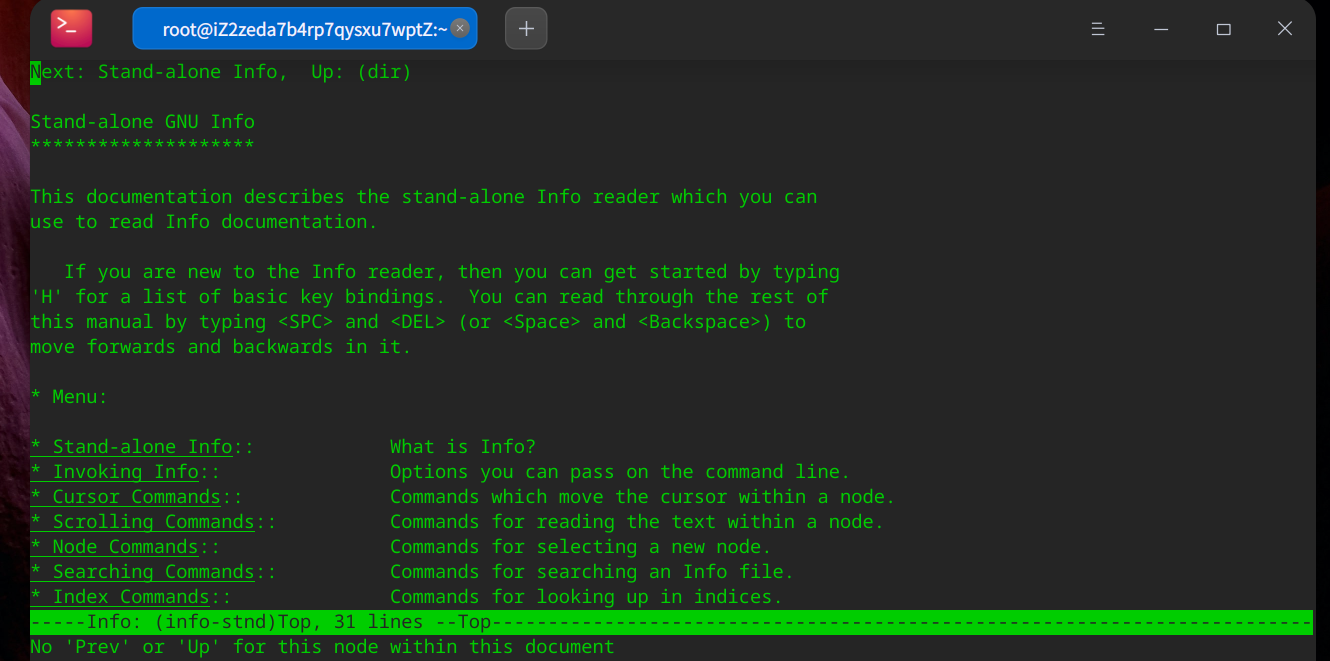 >_ root@iZ2zeda7b4rp7qysxu7wptZ:~
Next: Stand-alone Info,  Up: (dir)
Stand-alone GNU Info
********************
This documentation describes the stand-alone Info reader which you can
use to read Info documentation.
   If you are new to the Info reader, then you can get started by typing
'H' for a list of basic key bindings.  You can read through the rest of
this manual by typing <SPC> and <DEL> (or <Space> and <Backspace>) to
move forwards and backwards in it.
* Menu:
* Stand-alone Info::            What is Info?
* Invoking Info::               Options you can pass on the command line.
* Cursor Commands::             Commands which move the cursor within a node.
* Scrolling Commands::          Commands for reading the text within a node.
* Node Commands::               Commands for selecting a new node.
* Searching Commands::          Commands for searching an Info file.
* Index Commands::              Commands for looking up in indices.
-----Info: (info-stnd)Top, 31 lines --Top-------------------------------------------------------------------------
No 'Prev' or 'Up' for this node within this document